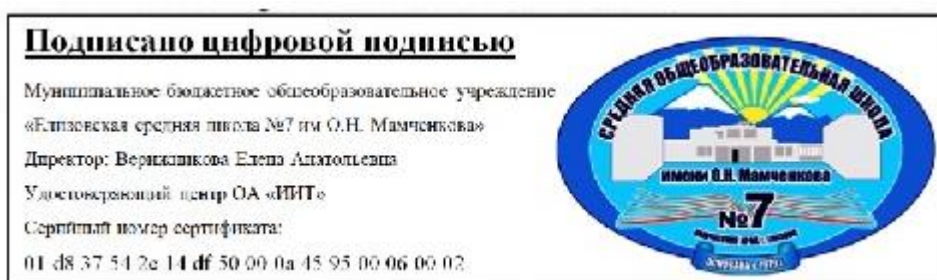 Подписано цифровой подписью
Муниципальное бюджетное общеобразовательное учреждение
«Елизовская средняя школа №7 им О.Н. Мамченкова»
Директор: Верижникова Елена Анатольевна
Удостоверяющий центр ОА «ИИТ»
Серийный номер сертификата:
01 d8 37 54 2c 14 df 50 00 0a 45 95 00 06 00 02
СРЕДНЯЯ ОБЩЕОБРАЗОВАТЕЛЬНАЯ ШКОЛА
ИМЕНИ О.Н. Мамченкова
№7